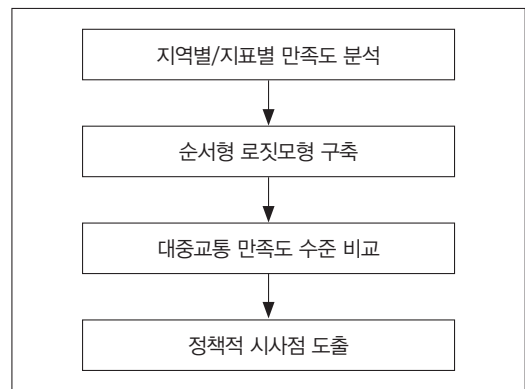 지역별/지표별 만족도 분석
순서형 로짓모형 구축
대중교통 만족도 수준 비교
정책적 시사점 도출